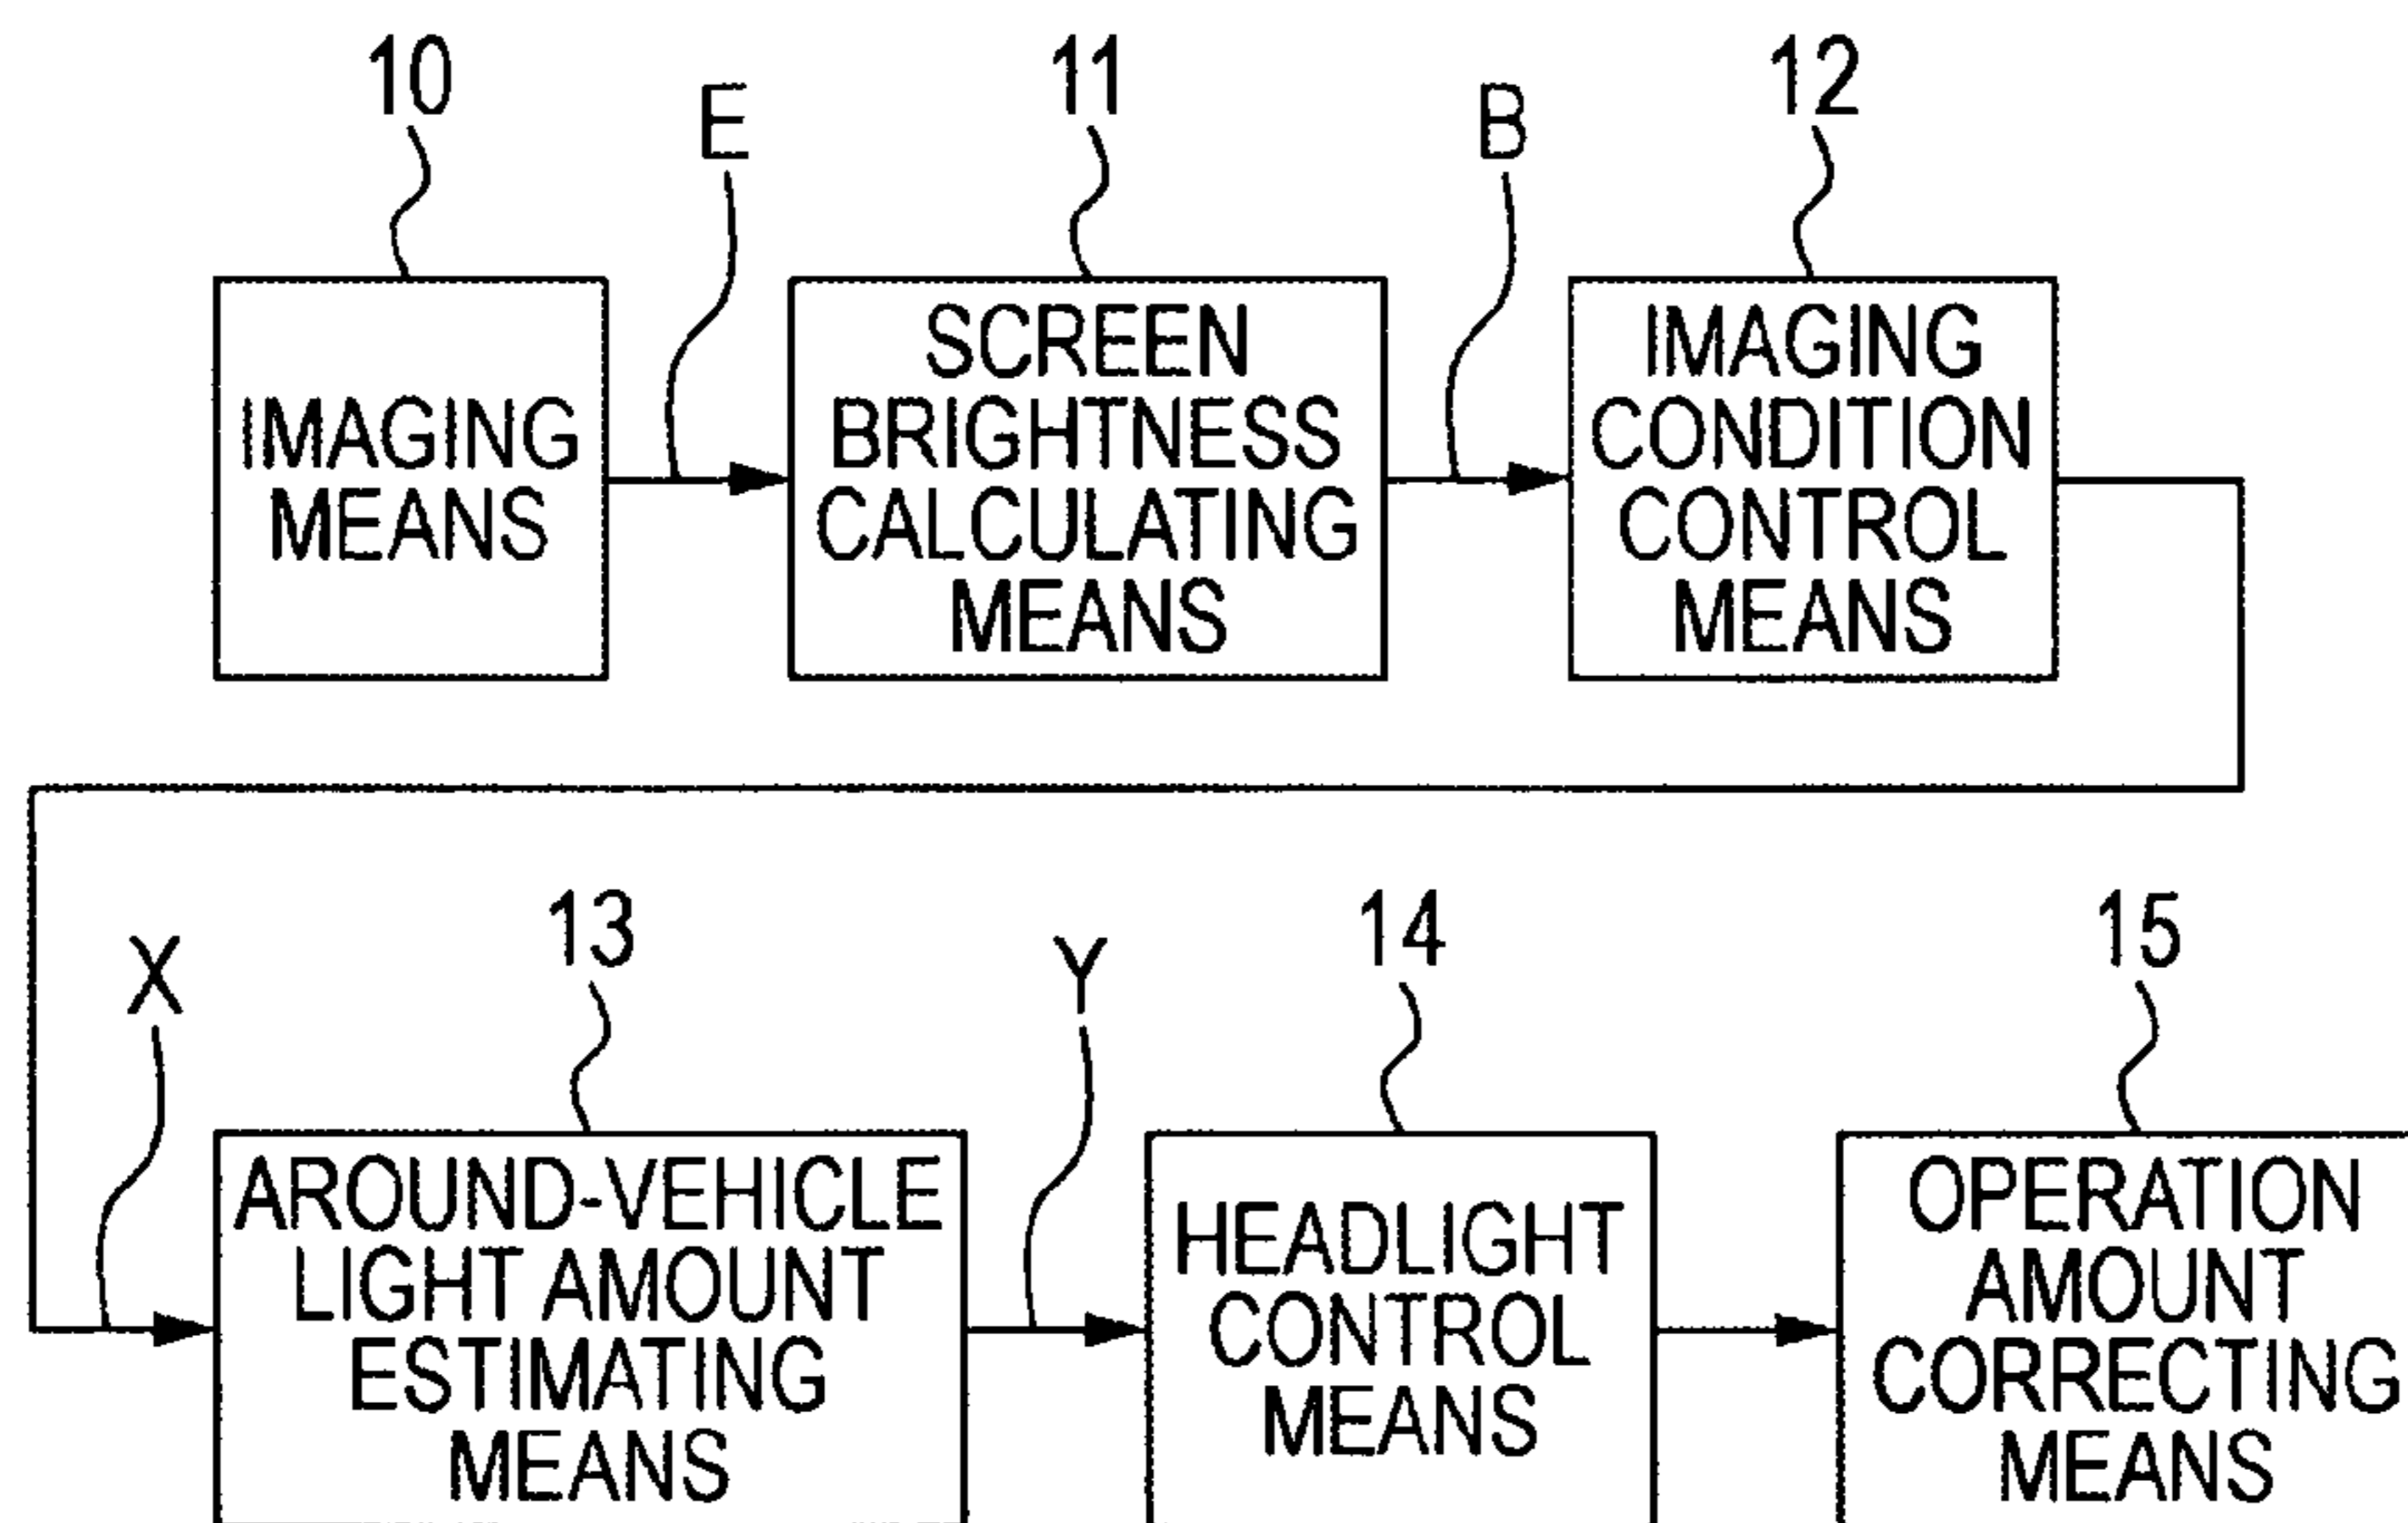 10
E
11
B
12
IMAGING
MEANS
SCREEN
BRIGHTNESS
CALCULATING
MEANS
IMAGING
CONDITION
CONTROL
MEANS
X
13
Y
14
15
AROUND-VEHICLE
LIGHT AMOUNT
ESTIMATING
MEANS
HEADLIGHT
CONTROL
MEANS
OPERATION
AMOUNT
CORRECTING
MEANS